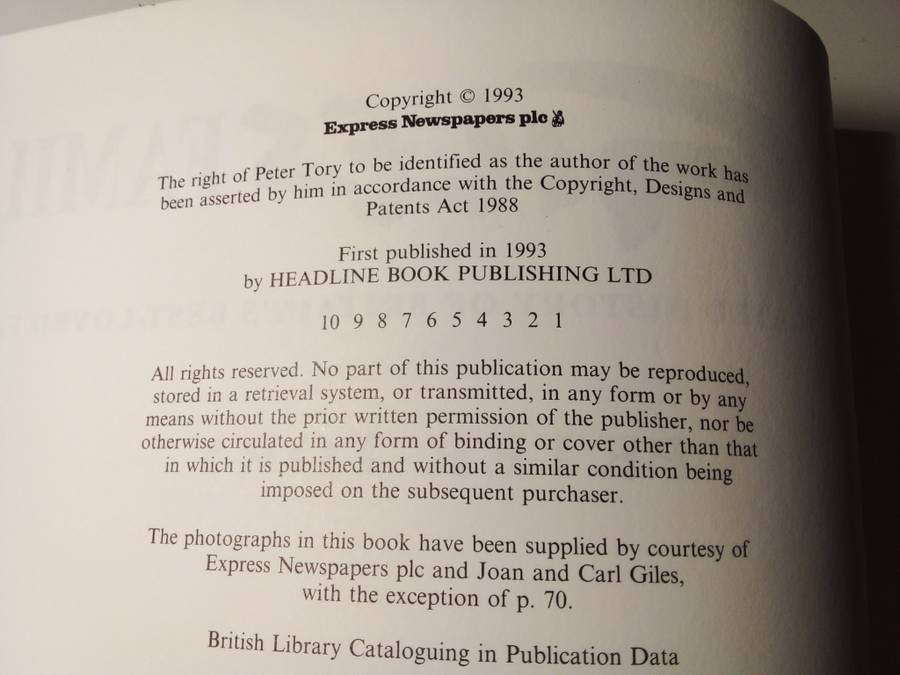 Copyright © 1993
Express Newspapers plc
The right of Peter Tory to be identified as the author of the work has
been asserted by him in accordance with the Copyright, Designs and
Patents Act 1988
First published in 1993
by HEADLINE BOOK PUBLISHING LTD
10 9 8 7 6 5 4 3 2 1
All rights reserved. No part of this publication may be reproduced,
stored in a retrieval system, or transmitted, in any form or by any
means without the prior written permission of the publisher, nor be
otherwise circulated in any form of binding or cover other than that
in which it is published and without a similar condition being
imposed on the subsequent purchaser.
The photographs in this book have been supplied by courtesy of
Express Newspapers plc and Joan and Carl Giles,
with the exception of p. 70.
British Library Cataloguing in Publication Data